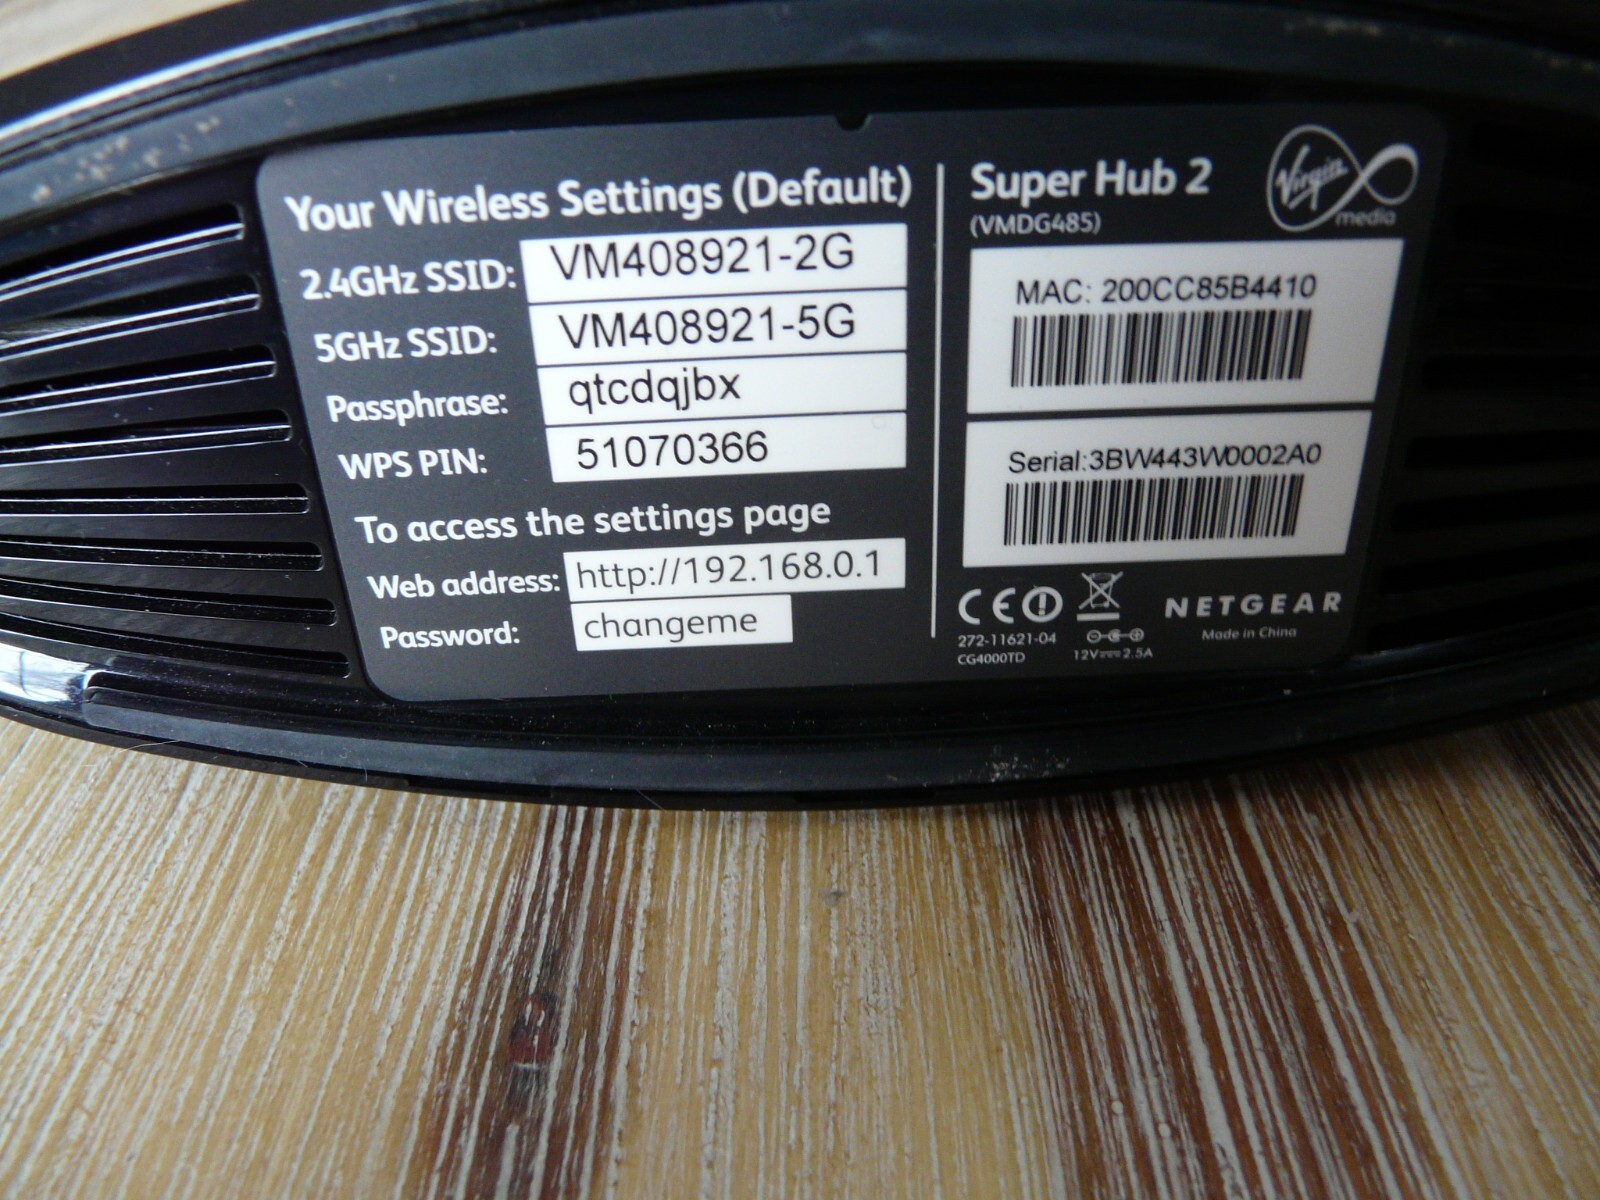 Your Wireless Settings (Default)
2.4GHz SSID: VM408921-2G
5GHz SSID: VM408921-5G
Passphrase: qtcdqjbx
WPS PIN: 51070366
To access the settings page
Web address: http://192.168.0.1
Password: changeme
Super Hub 2
(VMDG485)
Virgin
media
MAC: 200CC85B4410
Serial:3BW443W0002A0
CE
272-11621-04
CG4000TD
12V 2.5A
NETGEAR
Made in China